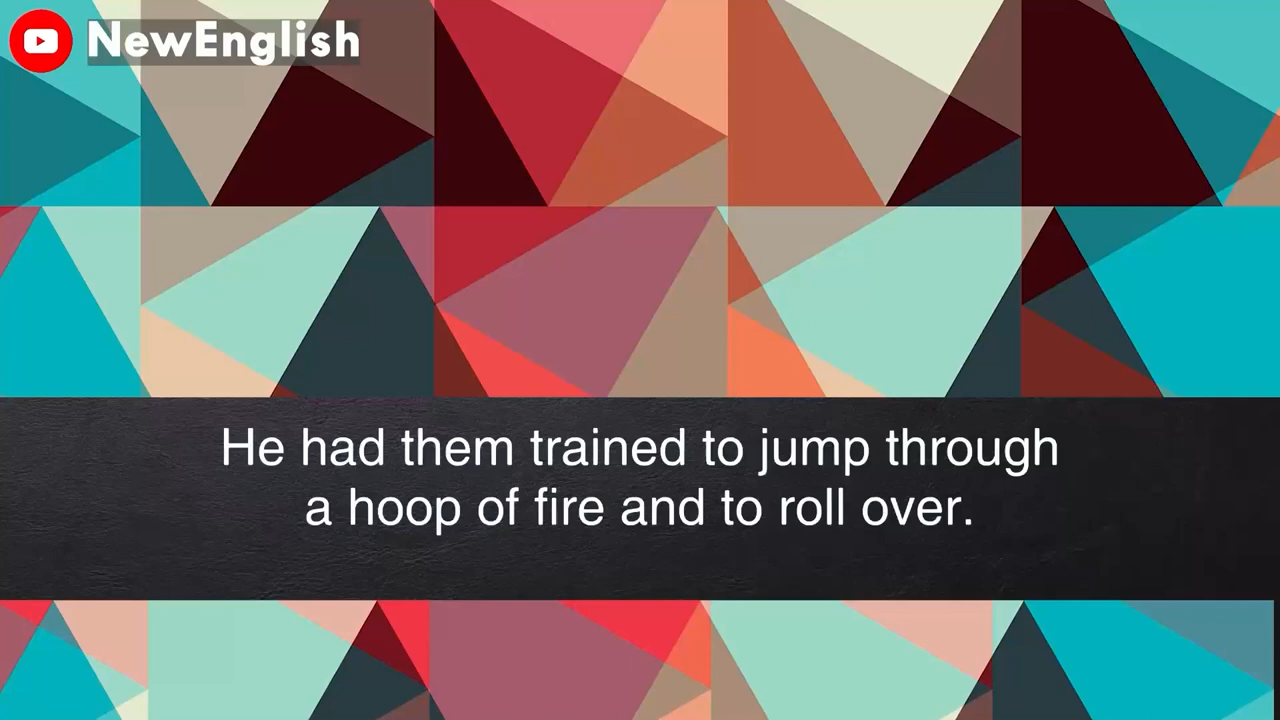 NewEnglish
He had them trained to jump through
a hoop of fire and to roll over.